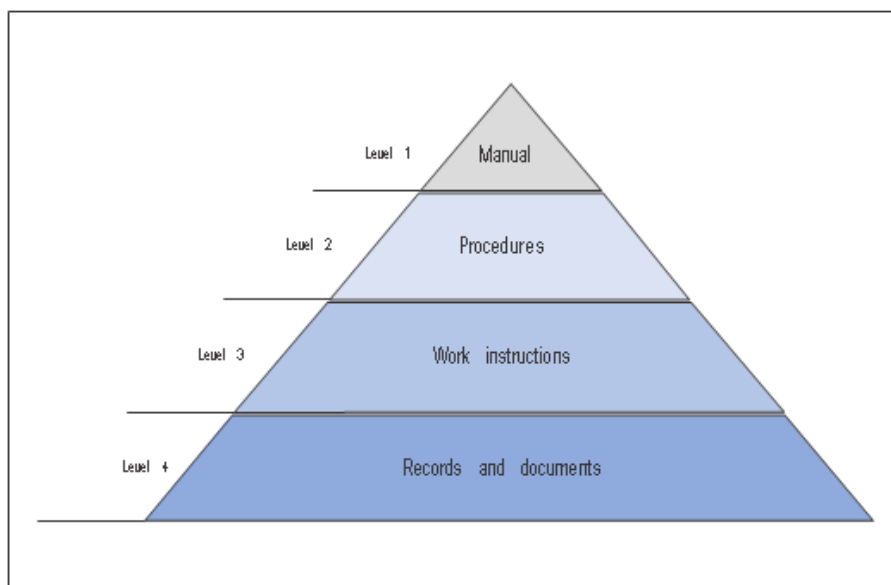 Level 1
Manual
Level 2
Procedures
Level 3
Work instructions
Level 4
Records and documents